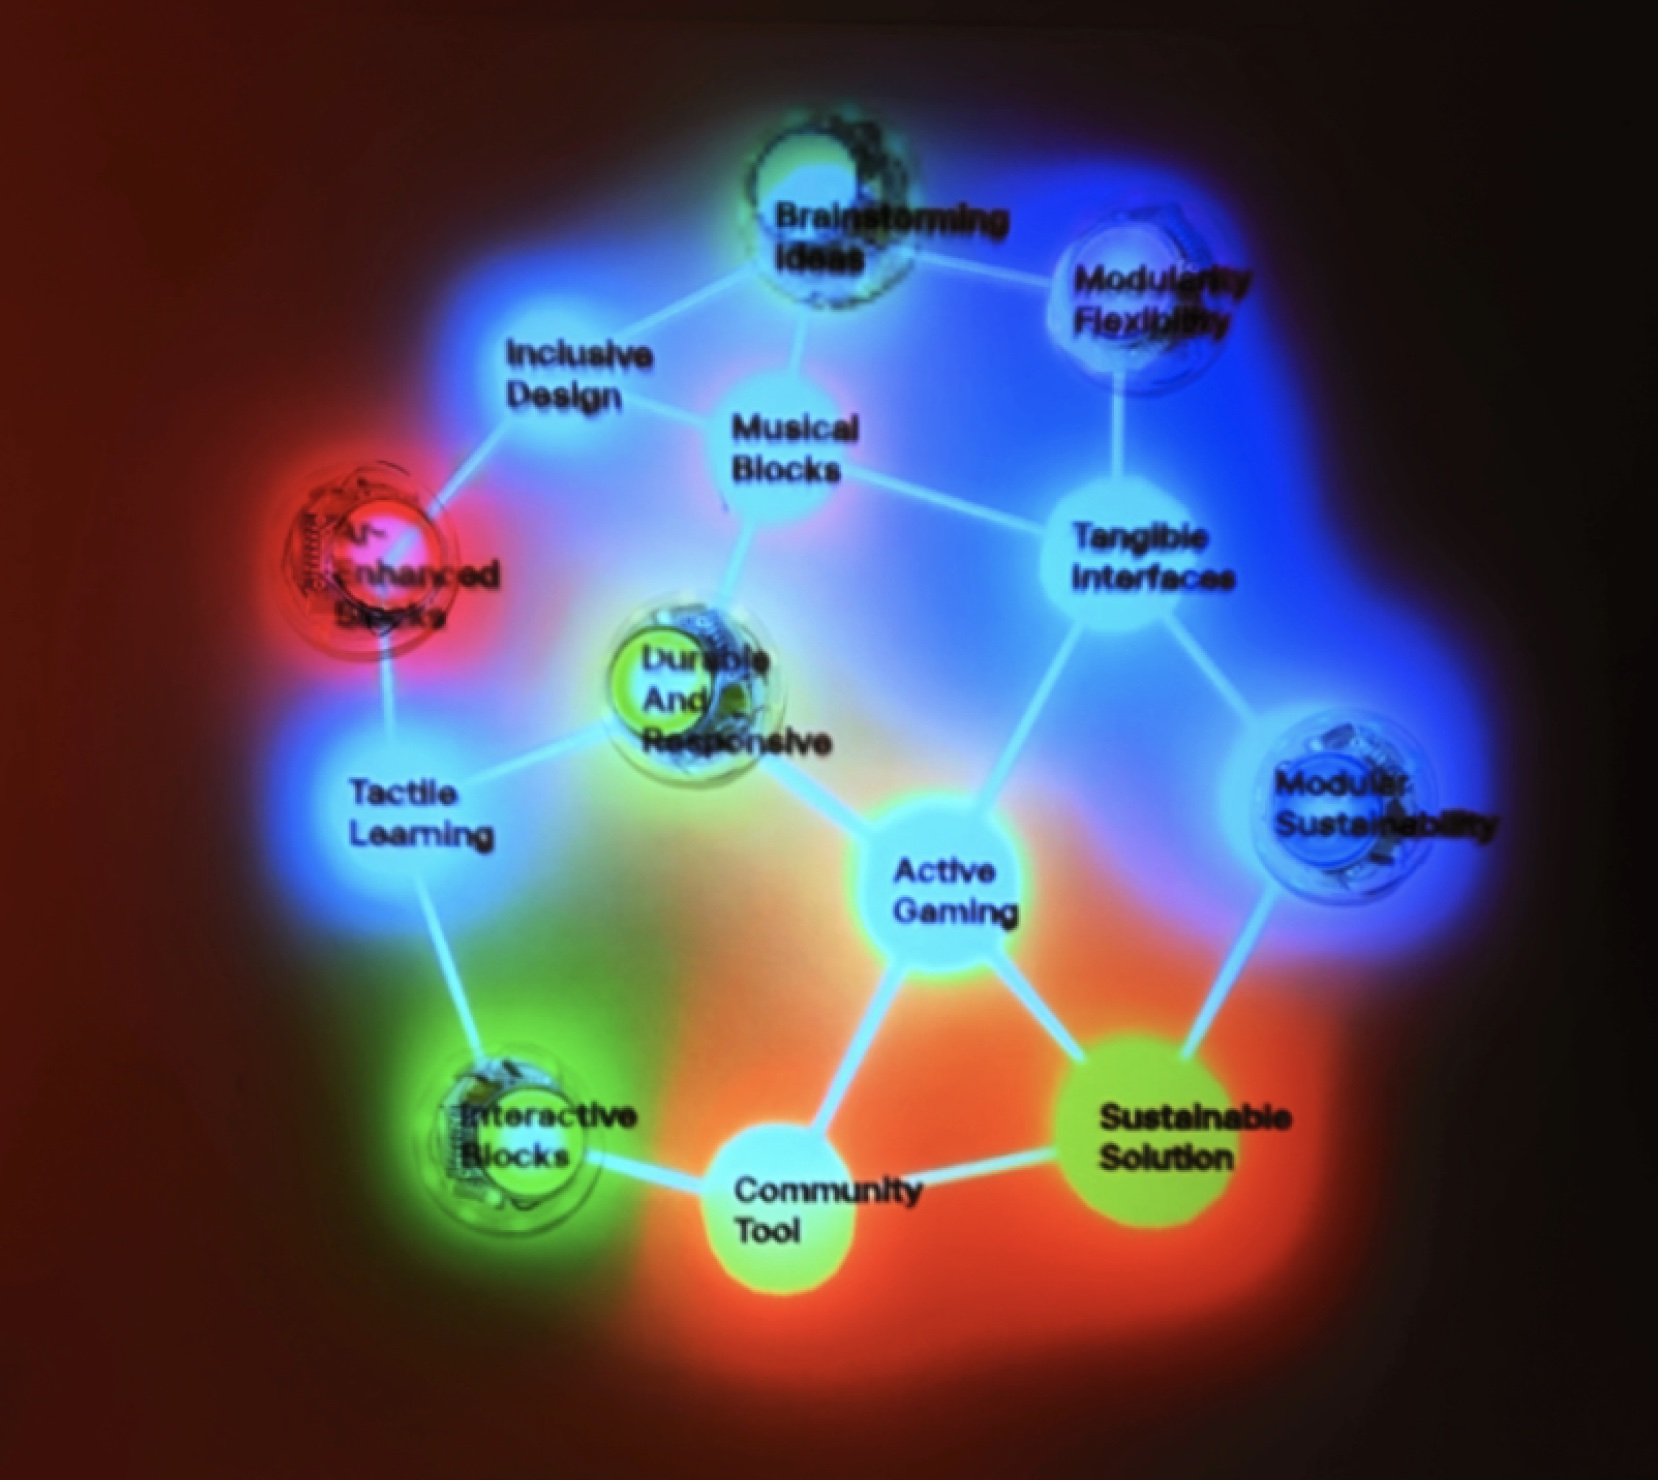 Brainstorming
Ideas
Modularity
Flexibility
Inclusive
Design
Musical
Blocks
Tangible
Interfaces
Ar-
Enhanced
Blocks
Durable
And
Responsive
Tactile
Learning
Modular
Sustainability
Active
Gaming
Interactive
Blocks
Community
Tool
Sustainable
Solution